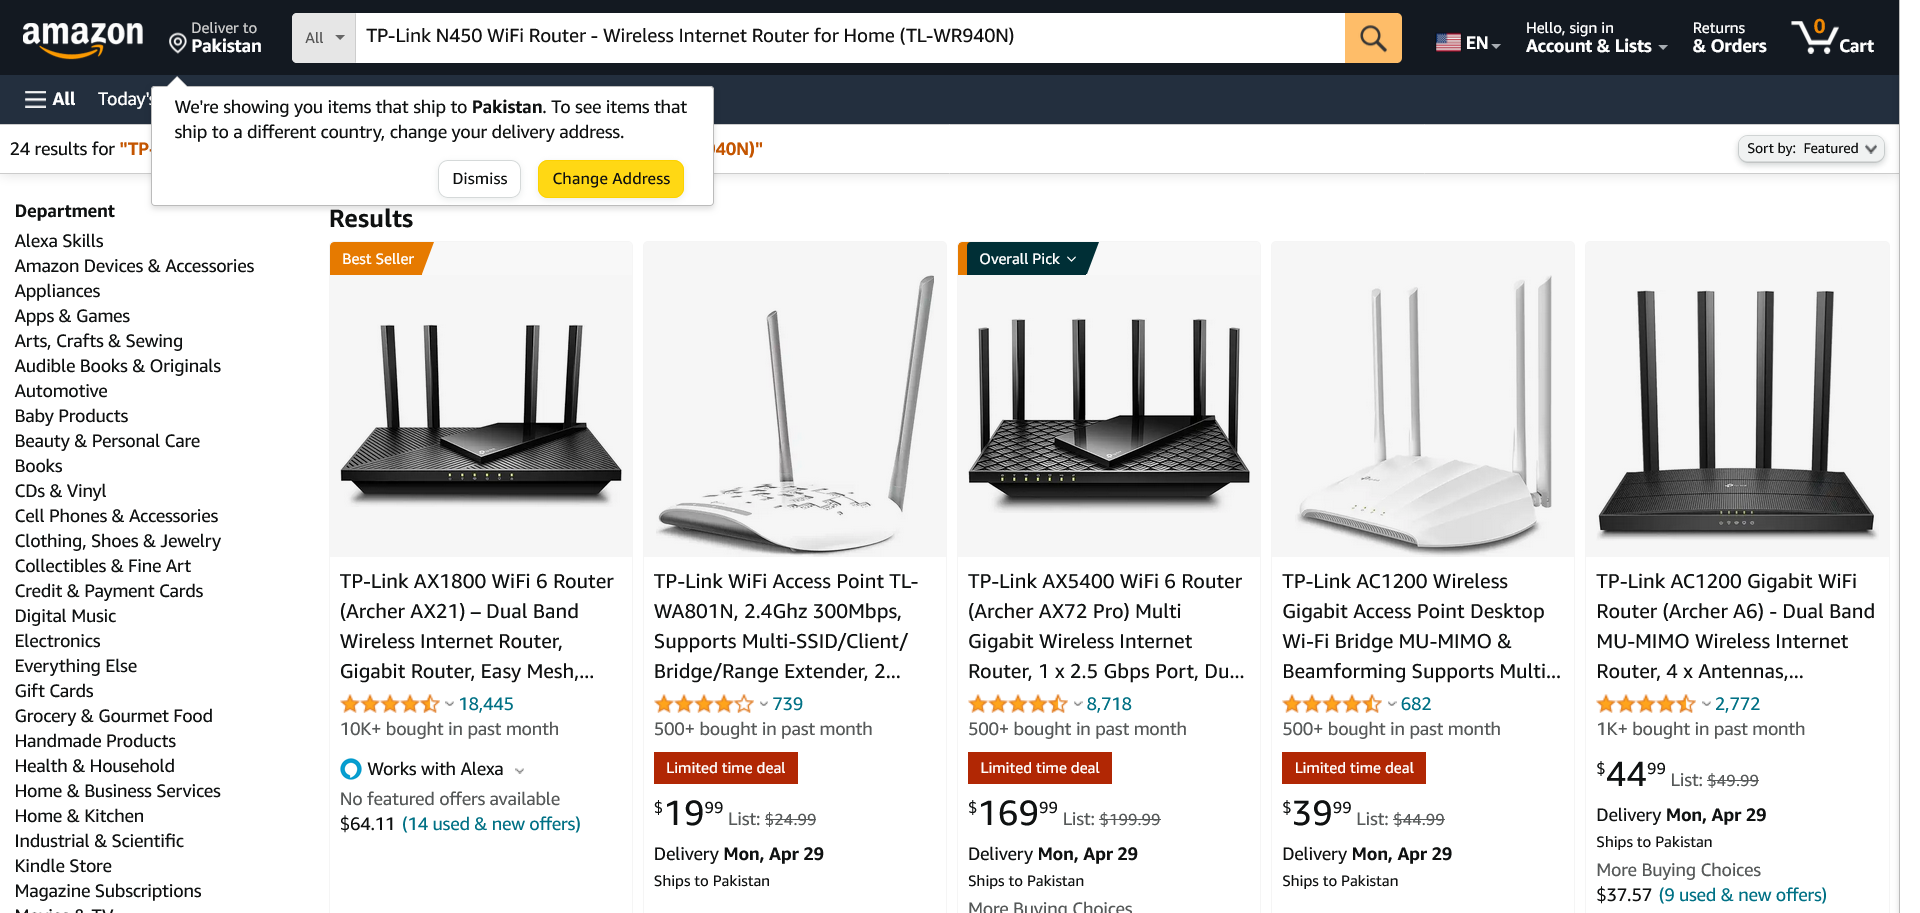 amazon
Deliver to
Pakistan
All
TP-Link N450 WiFi Router - Wireless Internet Router for Home (TL-WR940N)
EN
Hello, sign in
Account & Lists
Returns
& Orders
0
Cart
All
Today's
We're showing you items that ship to Pakistan. To see items that
ship to a different country, change your delivery address.
Dismiss
Change Address
24 results for "TP- 940N)"
Sort by: Featured
Department
Alexa Skills
Amazon Devices & Accessories
Appliances
Apps & Games
Arts, Crafts & Sewing
Audible Books & Originals
Automotive
Baby Products
Beauty & Personal Care
Books
CDs & Vinyl
Cell Phones & Accessories
Clothing, Shoes & Jewelry
Collectibles & Fine Art
Credit & Payment Cards
Digital Music
Electronics
Everything Else
Gift Cards
Grocery & Gourmet Food
Handmade Products
Health & Household
Home & Business Services
Home & Kitchen
Industrial & Scientific
Kindle Store
Magazine Subscriptions
Movies & TV
Results
Best Seller
TP-Link AX1800 WiFi 6 Router
(Archer AX21) – Dual Band
Wireless Internet Router,
Gigabit Router, Easy Mesh,...
18,445
10K+ bought in past month
Works with Alexa
No featured offers available
$64.11 (14 used & new offers)
TP-Link WiFi Access Point TL-
WA801N, 2.4Ghz 300Mbps,
Supports Multi-SSID/Client/
Bridge/Range Extender, 2...
739
500+ bought in past month
Limited time deal
$19.99 List: $24.99
Delivery Mon, Apr 29
Ships to Pakistan
Overall Pick
TP-Link AX5400 WiFi 6 Router
(Archer AX72 Pro) Multi
Gigabit Wireless Internet
Router, 1 x 2.5 Gbps Port, Du...
8,718
500+ bought in past month
Limited time deal
$169.99 List: $199.99
Delivery Mon, Apr 29
Ships to Pakistan
More Buying Choices
TP-Link AC1200 Wireless
Gigabit Access Point Desktop
Wi-Fi Bridge MU-MIMO &
Beamforming Supports Multi...
682
500+ bought in past month
Limited time deal
$39.99 List: $44.99
Delivery Mon, Apr 29
Ships to Pakistan
TP-Link AC1200 Gigabit WiFi
Router (Archer A6) - Dual Band
MU-MIMO Wireless Internet
Router, 4 x Antennas,...
2,772
1K+ bought in past month
$44.99 List: $49.99
Delivery Mon, Apr 29
Ships to Pakistan
More Buying Choices
$37.57 (9 used & new offers)